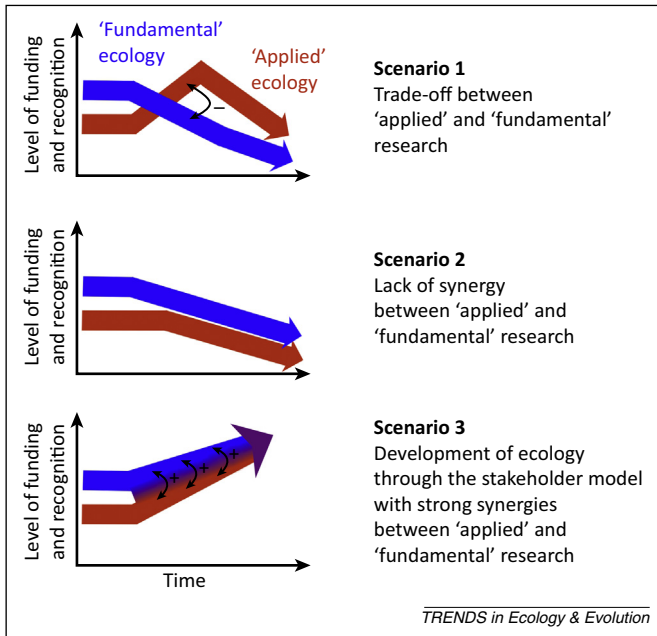 ‘Fundamental’
ecology
‘Applied’
ecology
Level of funding
and recognition
–
Scenario 1
Trade-off between
‘applied’ and ‘fundamental’
research
Level of funding
and recognition
Scenario 2
Lack of synergy
between ‘applied’ and
‘fundamental’ research
Level of funding
and recognition
+
+
+
Time
Scenario 3
Development of ecology
through the stakeholder model
with strong synergies
between ‘applied’ and
‘fundamental’ research
TRENDS in Ecology & Evolution